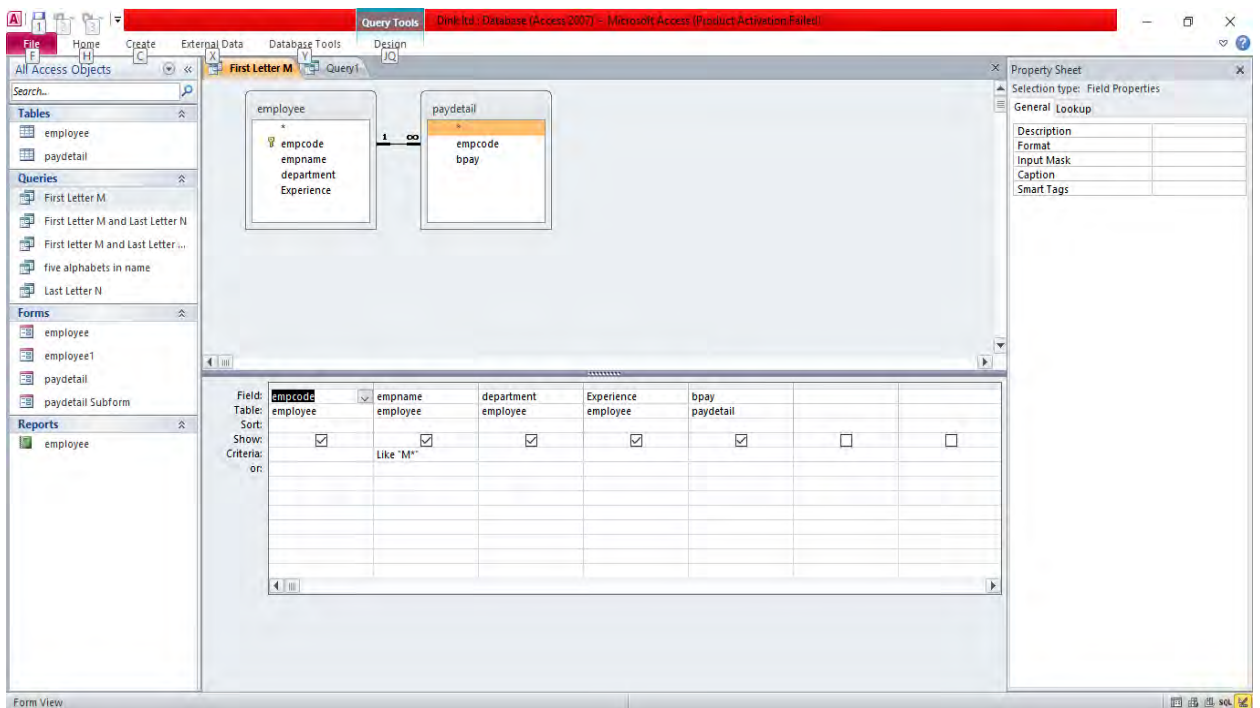 A 1 2 3 Query Tools Dink ltd : Database (Access 2007) - Microsoft Access (Product Activation Failed)
File Home Create External Data Database Tools Design
F H C X Y JQ
All Access Objects
Search..
Tables
employee
paydetail
Queries
First Letter M
First Letter M and Last Letter N
First letter M and Last Letter ...
five alphabets in name
Last Letter N
Forms
employee
employee1
paydetail
paydetail Subform
Reports
employee
First Letter M Query1
employee
*
empcode
empname
department
Experience
1 ∞
paydetail
*
empcode
bpay
Field: empcode empname department Experience bpay
Table: employee employee employee employee paydetail
Sort:
Show:
Criteria: Like "M*"
or:
Property Sheet
Selection type: Field Properties
General Lookup
Description
Format
Input Mask
Caption
Smart Tags
Form View SQL